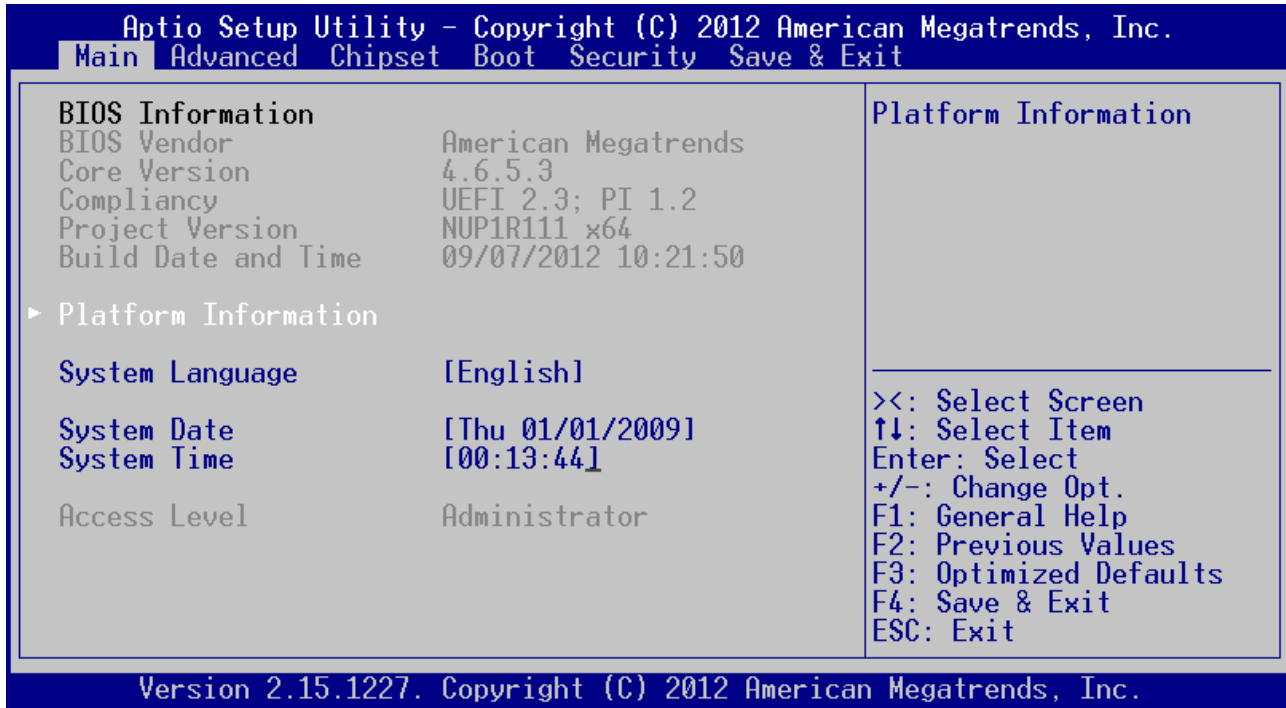 Aptio Setup Utility – Copyright (C) 2012 American Megatrends, Inc.
Main Advanced Chipset Boot Security Save & Exit
BIOS Information
BIOS Vendor American Megatrends
Core Version 4.6.5.3
Compliancy UEFI 2.3; PI 1.2
Project Version NUP1R111 x64
Build Date and Time 09/07/2012 10:21:50
► Platform Information
System Language [English]
System Date [Thu 01/01/2009]
System Time [00:13:44]
Access Level Administrator
Platform Information
><: Select Screen
↑↓: Select Item
Enter: Select
+/-: Change Opt.
F1: General Help
F2: Previous Values
F3: Optimized Defaults
F4: Save & Exit
ESC: Exit
Version 2.15.1227. Copyright (C) 2012 American Megatrends, Inc.